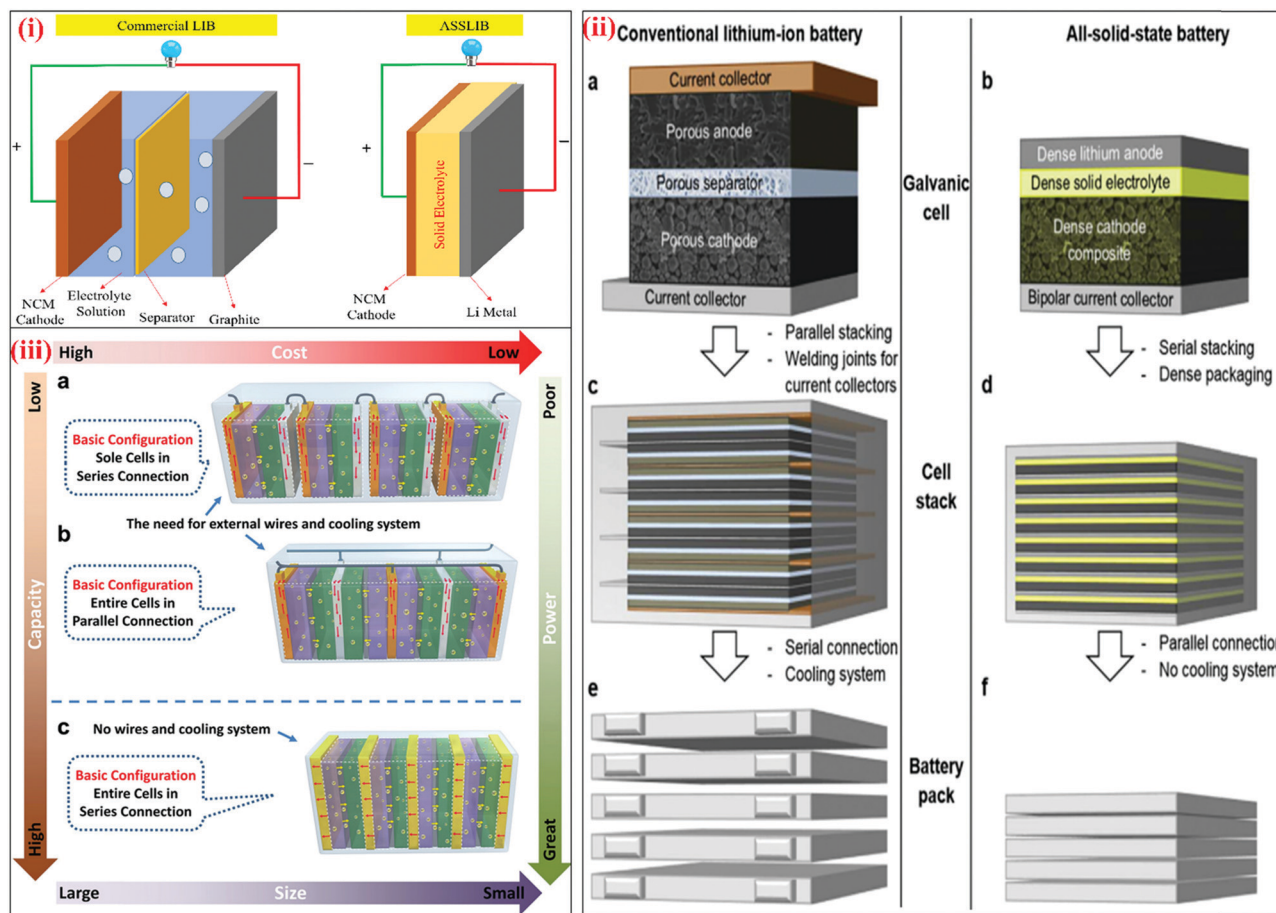 (i)
Commercial LIB
ASSLIB
+
–
+
–
Solid Electrolyte
NCM
Cathode
Electrolyte
Solution
Separator
Graphite
NCM
Cathode
Li Metal
(ii)
Conventional lithium-ion battery
All-solid-state battery
a
Current collector
Porous anode
Porous separator
Porous cathode
Current collector
Galvanic
cell
b
Dense lithium anode
Dense solid electrolyte
Dense cathode
composite
Bipolar current collector
- Parallel stacking
- Welding joints for
current collectors
- Serial stacking
- Dense packaging
c
Cell
stack
d
- Serial connection
- Cooling system
- Parallel connection
- No cooling system
e
Battery
pack
f
(iii)
High
Cost
Low
Low
Capacity
High
Poor
Power
Great
a
Basic Configuration
Sole Cells in
Series Connection
The need for external wires and cooling system
b
Basic Configuration
Entire Cells in
Parallel Connection
c
No wires and cooling system
Basic Configuration
Entire Cells in
Series Connection
Large
Size
Small